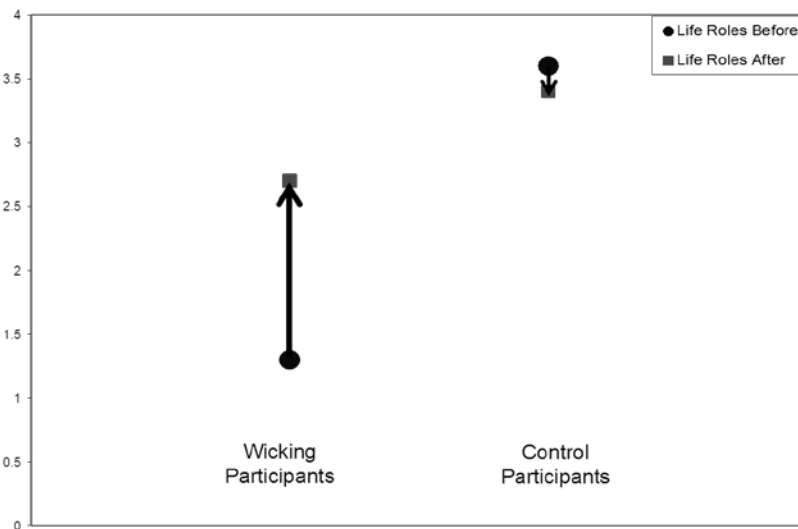 4
3.5
3
2.5
2
1.5
1
0.5
0
Life Roles Before
Life Roles After
Wicking
Participants
Control
Participants